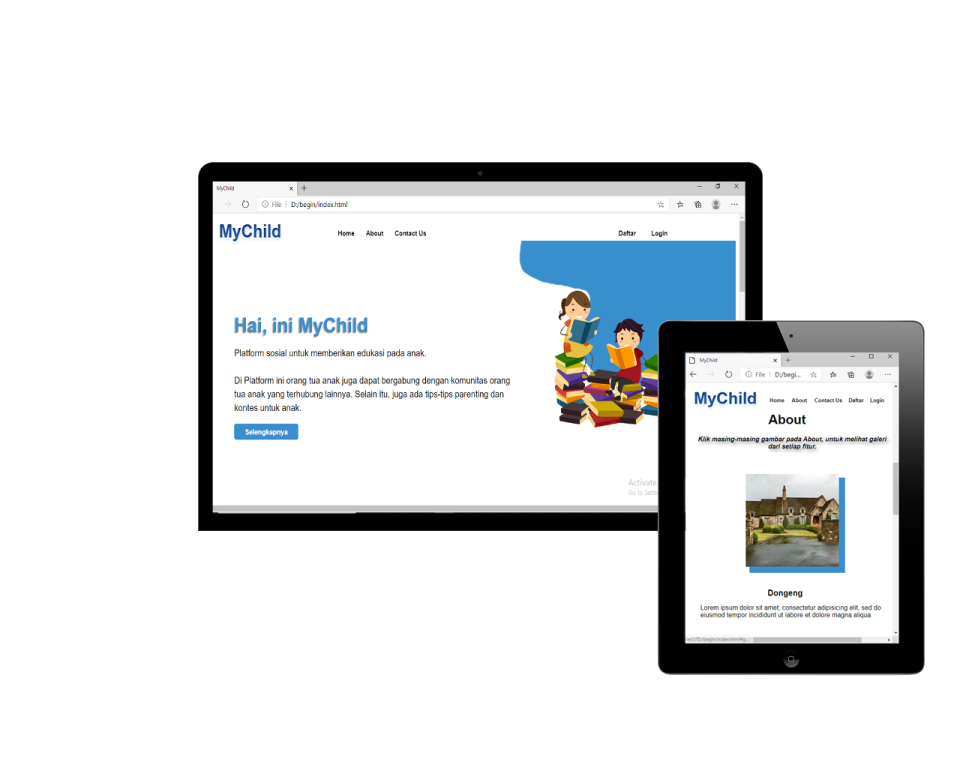 MyChild
File D:/begin/index.html
MyChild Home About Contact Us Daftar Login
Hai, ini MyChild
Platform sosial untuk memberikan edukasi pada anak.
Di Platform ini orang tua anak juga dapat bergabung dengan komunitas orang
tua anak yang terhubung lainnya. Selain itu, juga ada tips-tips parenting dan
kontes untuk anak.
Selengkapnya
Activate
Go to
MyChild
File D:/begi...
MyChild Home About Contact Us Daftar Login
About
Klik masing-masing gambar pada About, untuk melihat galeri
dari setiap fitur.
Dongeng
Lorem ipsum dolor sit amet, consectetur adipisicing elit, sed do
eiusmod tempor incididunt ut labore et dolore magna aliqua.